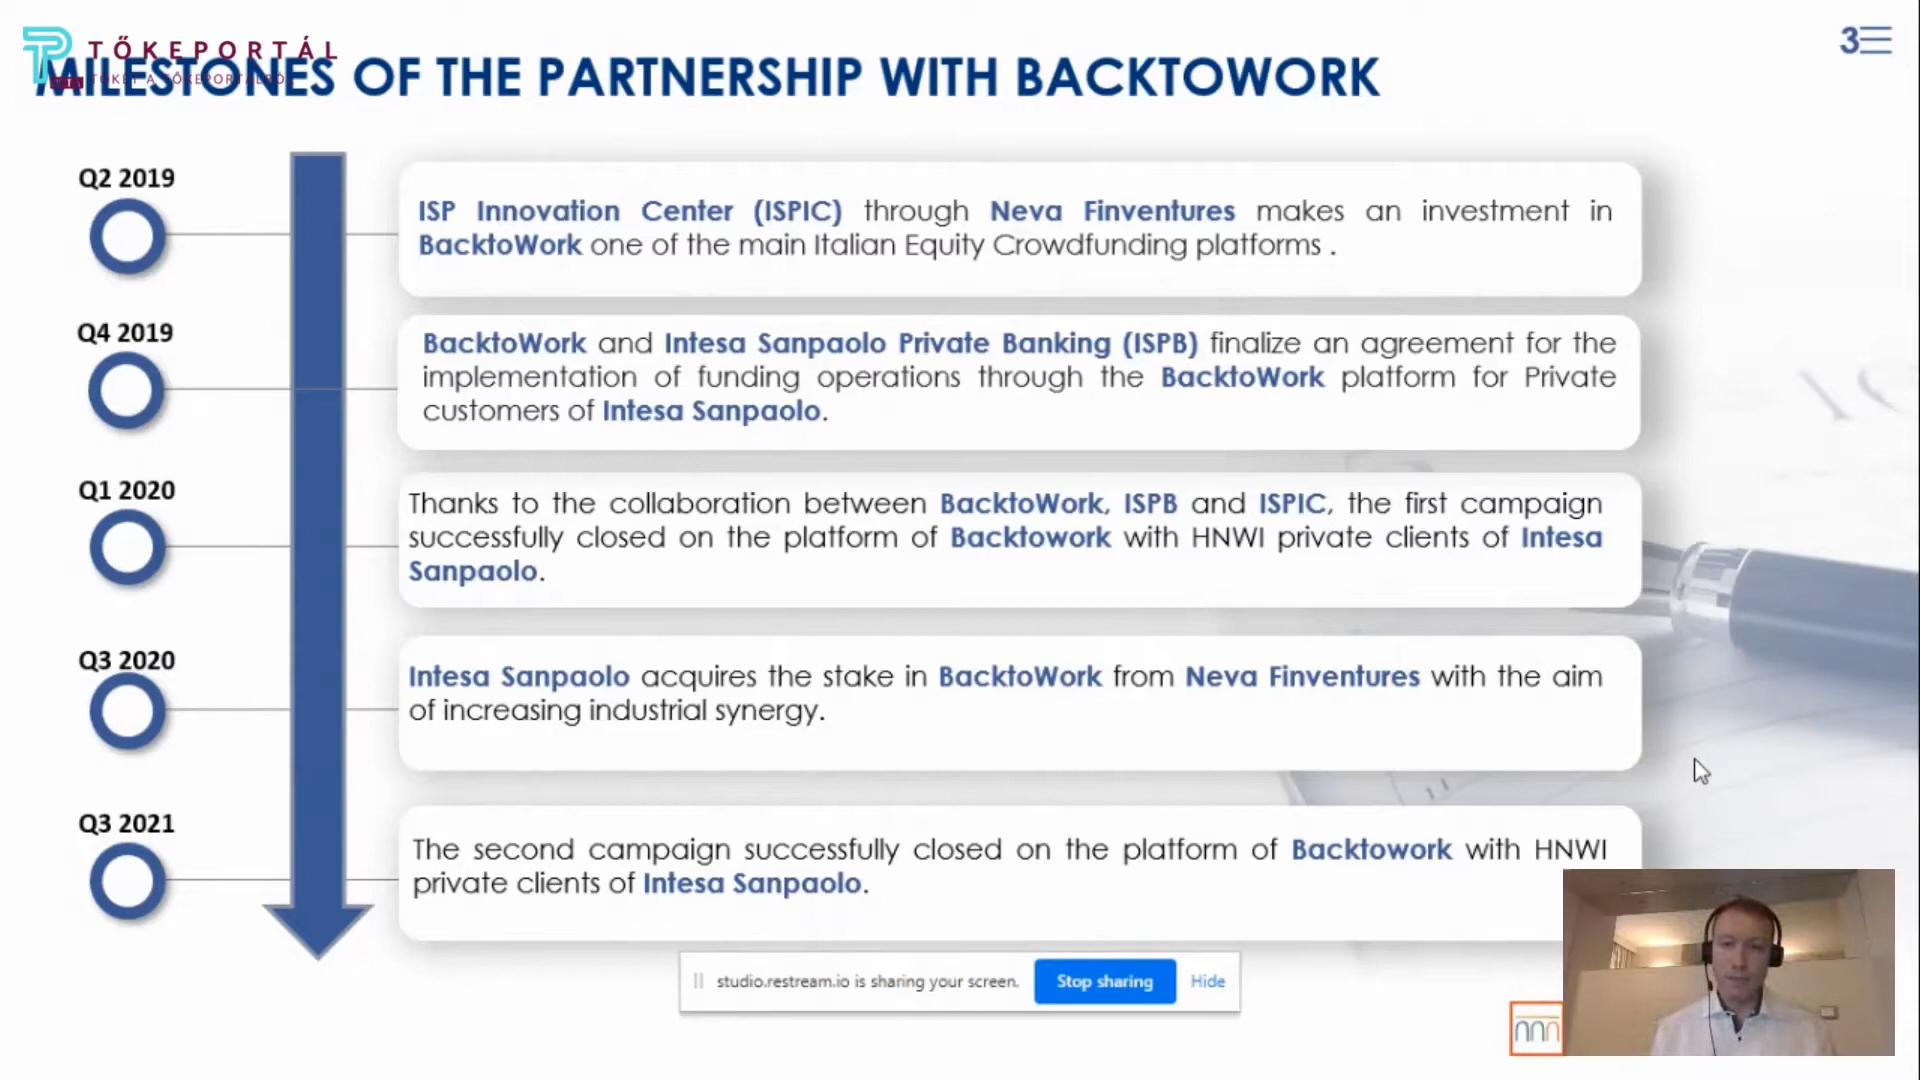 TŐKEPORTÁL
MILESTONES OF THE PARTNERSHIP WITH BACKTOWORK
3
Q2 2019
ISP Innovation Center (ISPIC) through Neva Finventures makes an investment in
BacktoWork one of the main Italian Equity Crowdfunding platforms .
Q4 2019
BacktoWork and Intesa Sanpaolo Private Banking (ISPB) finalize an agreement for the
implementation of funding operations through the BacktoWork platform for Private
customers of Intesa Sanpaolo.
Q1 2020
Thanks to the collaboration between BacktoWork, ISPB and ISPIC, the first campaign
successfully closed on the platform of Backtowork with HNWI private clients of Intesa
Sanpaolo.
Q3 2020
Intesa Sanpaolo acquires the stake in BacktoWork from Neva Finventures with the aim
of increasing industrial synergy.
Q3 2021
The second campaign successfully closed on the platform of Backtowork with HNWI
private clients of Intesa Sanpaolo.
studio.restream.io is sharing your screen. Stop sharing Hide